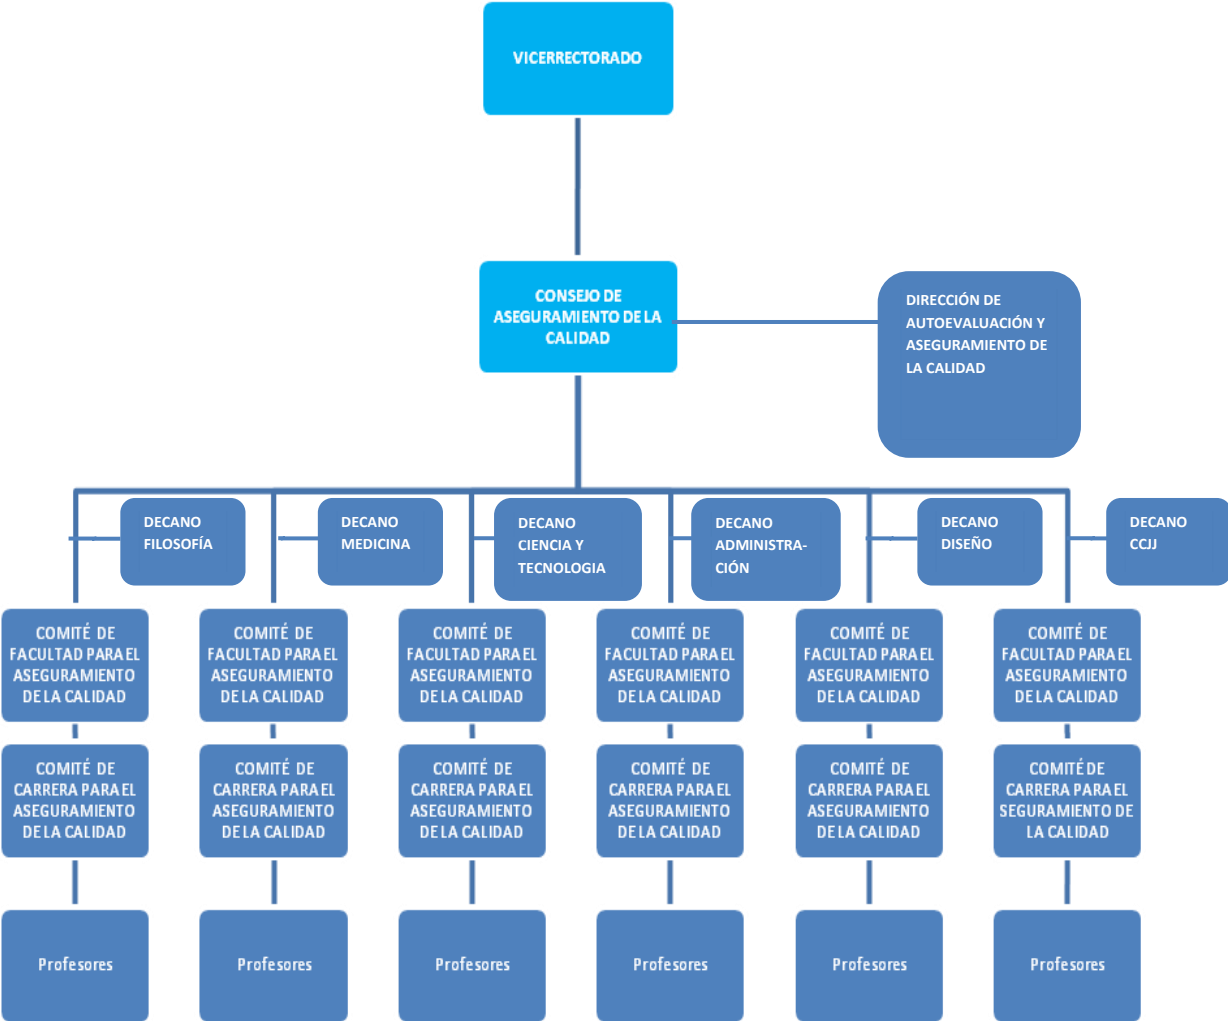 VICERRECTORADO
CONSEJO DE
ASEGURAMIENTO DE LA
CALIDAD
DIRECCIÓN DE
AUTOEVALUACIÓN Y
ASEGURAMIENTO DE
LA CALIDAD
DECANO
FILOSOFÍA
DECANO
MEDICINA
DECANO
CIENCIA Y
TECNOLOGIA
DECANO
ADMINISTRA-
CIÓN
DECANO
DISEÑO
DECANO
CCJJ
COMITÉ DE
FACULTAD PARA EL
ASEGURAMIENTO
DE LA CALIDAD
COMITÉ DE
FACULTAD PARA EL
ASEGURAMIENTO
DE LA CALIDAD
COMITÉ DE
FACULTAD PARA EL
ASEGURAMIENTO
DE LA CALIDAD
COMITÉ DE
FACULTAD PARA EL
ASEGURAMIENTO
DE LA CALIDAD
COMITÉ DE
FACULTAD PARA EL
ASEGURAMIENTO
DE LA CALIDAD
COMITÉ DE
FACULTAD PARA EL
ASEGURAMIENTO
DE LA CALIDAD
COMITÉ DE
CARRERA PARA EL
ASEGURAMIENTO
DE LA CALIDAD
COMITÉ DE
CARRERA PARA EL
ASEGURAMIENTO
DE LA CALIDAD
COMITÉ DE
CARRERA PARA EL
ASEGURAMIENTO
DE LA CALIDAD
COMITÉ DE
CARRERA PARA EL
ASEGURAMIENTO
DE LA CALIDAD
COMITÉ DE
CARRERA PARA EL
ASEGURAMIENTO
DE LA CALIDAD
COMITÉ DE
CARRERA PARA EL
SEGURAMIENTO DE
LA CALIDAD
Profesores
Profesores
Profesores
Profesores
Profesores
Profesores